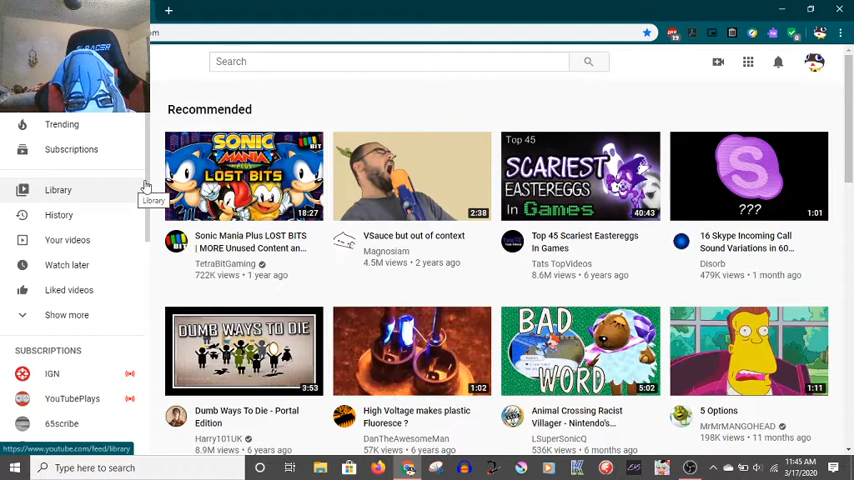 om
19
6
S-RACER
Search
Trending
Subscriptions
Library
Library
History
Your videos
Watch later
Liked videos
Show more
SUBSCRIPTIONS
IGN
YouTubePlays
65scribe
Recommended
SONIC
MANIA
PLUS
LOST BITS
BIT
18:27
Sonic Mania Plus LOST BITS
| MORE Unused Content an...
TetraBitGaming
722K views • 1 year ago
2:38
VSauce but out of context
Magnosiam
4.5M views • 2 years ago
Top 45
SCARIEST
EASTEREGGS
In Games
40:43
Top 45 Scariest Eastereggs
In Games
Tats TopVideos
8.6M views • 6 years ago
S
???
1:01
16 Skype Incoming Call
Sound Variations in 60...
Disorb
479K views • 1 month ago
DUMB WAYS TO DIE
3:53
Dumb Ways To Die - Portal
Edition
Harry101UK
8.9M views • 6 years ago
1:02
High Voltage makes plastic
Fluoresce ?
DanTheAwesomeMan
57K views • 6 years ago
BAD
WORD
5:02
Animal Crossing Racist
Villager - Nintendo's...
LSuperSonicQ
536K views • 6 months ago
1:11
5 Options
MrMrMANGOHEAD
198K views • 11 months ago
https://www.youtube.com/feed/library
Type here to search
11:45 AM
3/17/2020